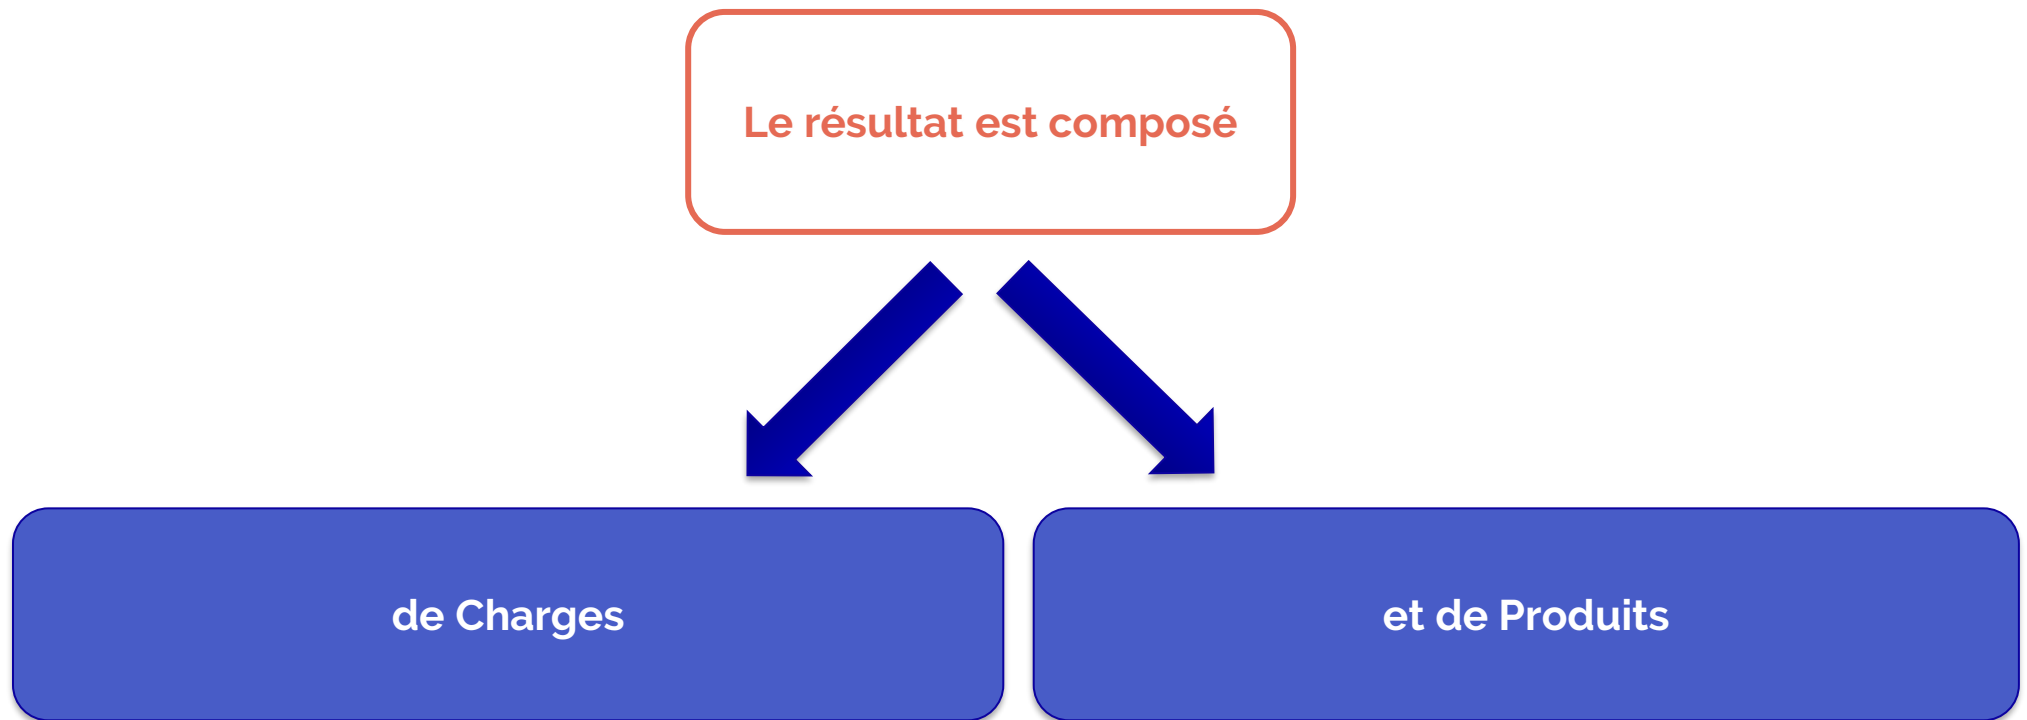 Le résultat est composé
de Charges
et de Produits